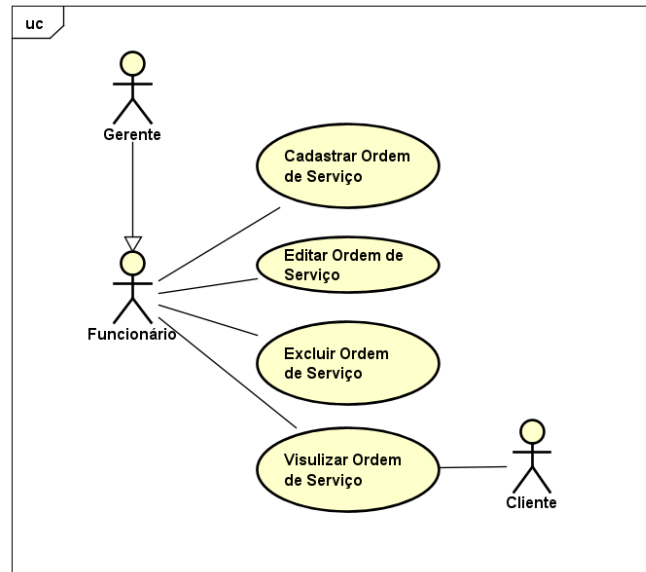 uc
Gerente
Cadastrar Ordem
de Serviço
Editar Ordem de
Serviço
Funcionário
Excluir Ordem
de Serviço
Visulizar Ordem
de Serviço
Cliente